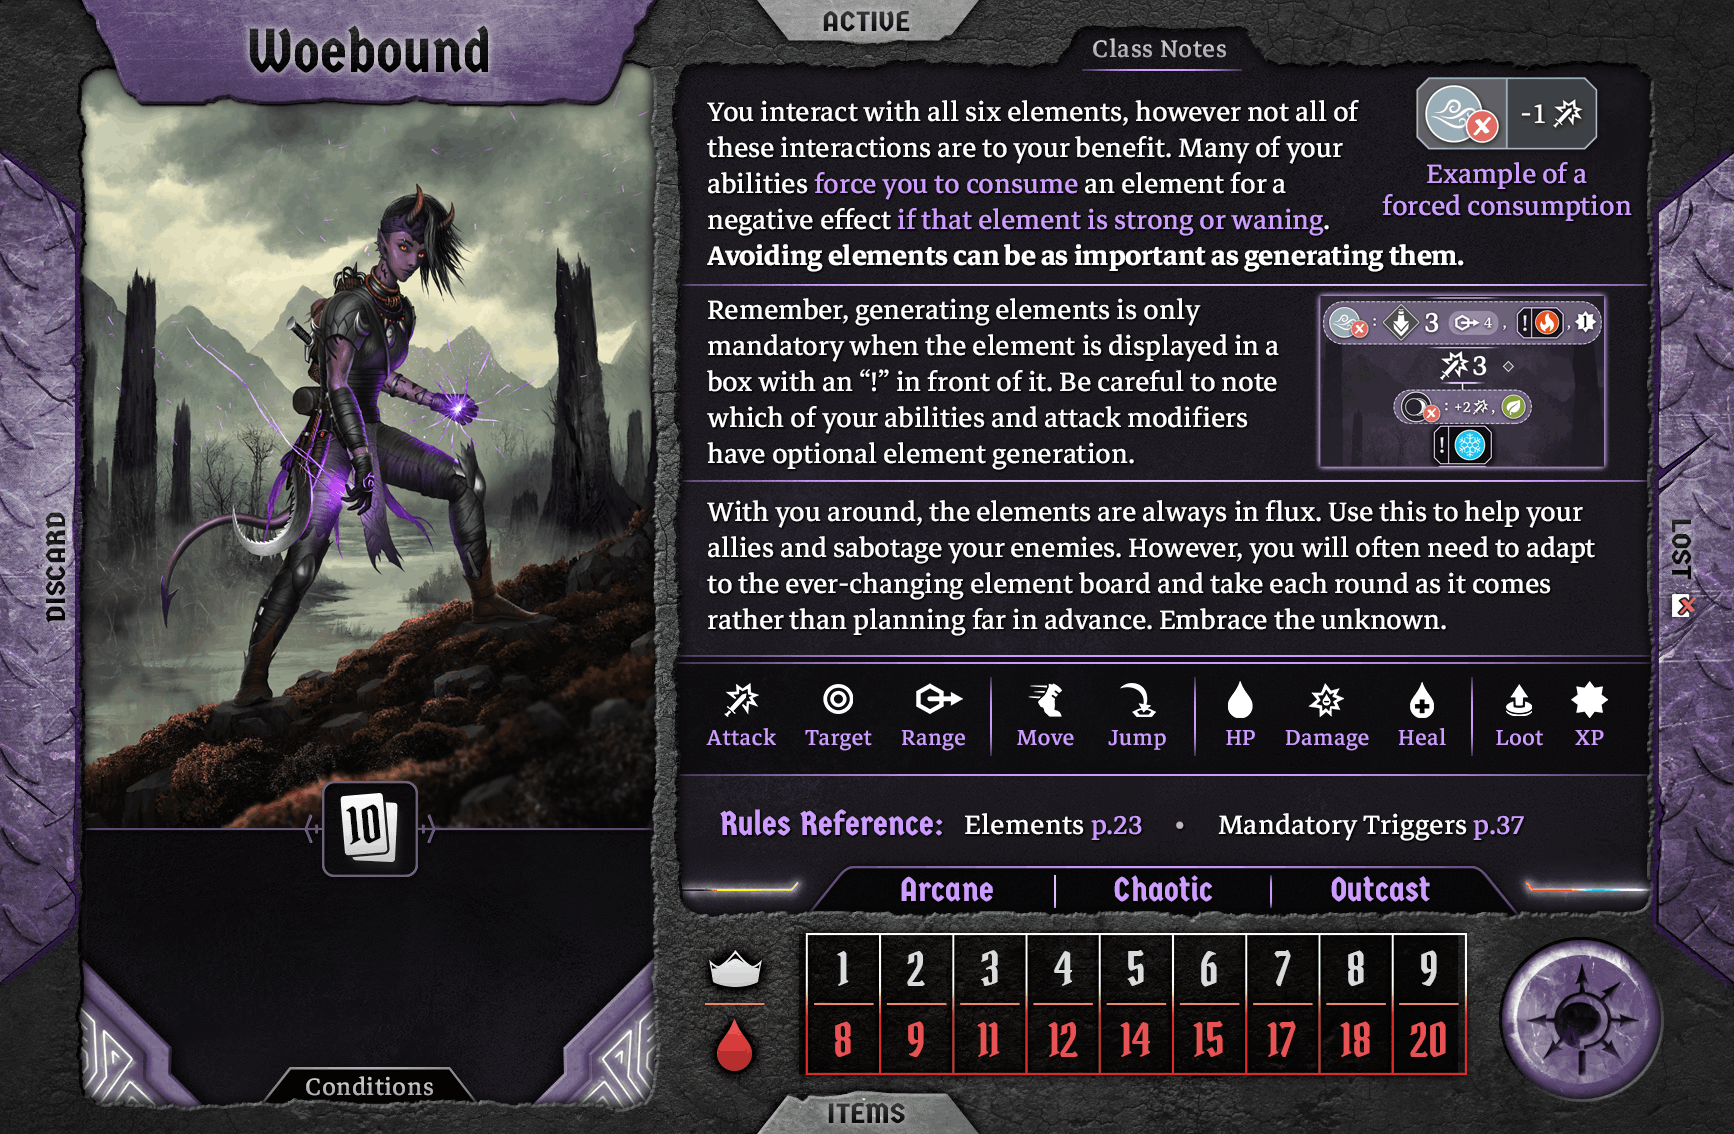 Woebound
ACTIVE
Class Notes
You interact with all six elements, however not all of
these interactions are to your benefit. Many of your
abilities force you to consume an element for a
negative effect if that element is strong or waning.
Avoiding elements can be as important as generating them.
-1
Example of a
forced consumption
Remember, generating elements is only
mandatory when the element is displayed in a
box with an “!” in front of it. Be careful to note
which of your abilities and attack modifiers
have optional element generation.
: 3 4 , ! , 1
3
: +2 ,
!
With you around, the elements are always in flux. Use this to help your
allies and sabotage your enemies. However, you will often need to adapt
to the ever-changing element board and take each round as it comes
rather than planning far in advance. Embrace the unknown.
Attack Target Range Move Jump HP Damage Heal Loot XP
Rules Reference: Elements p.23 • Mandatory Triggers p.37
Arcane Chaotic Outcast
1 2 3 4 5 6 7 8 9
8 9 11 12 14 15 17 18 20
DISCARD
LOST
10
Conditions
ITEMS